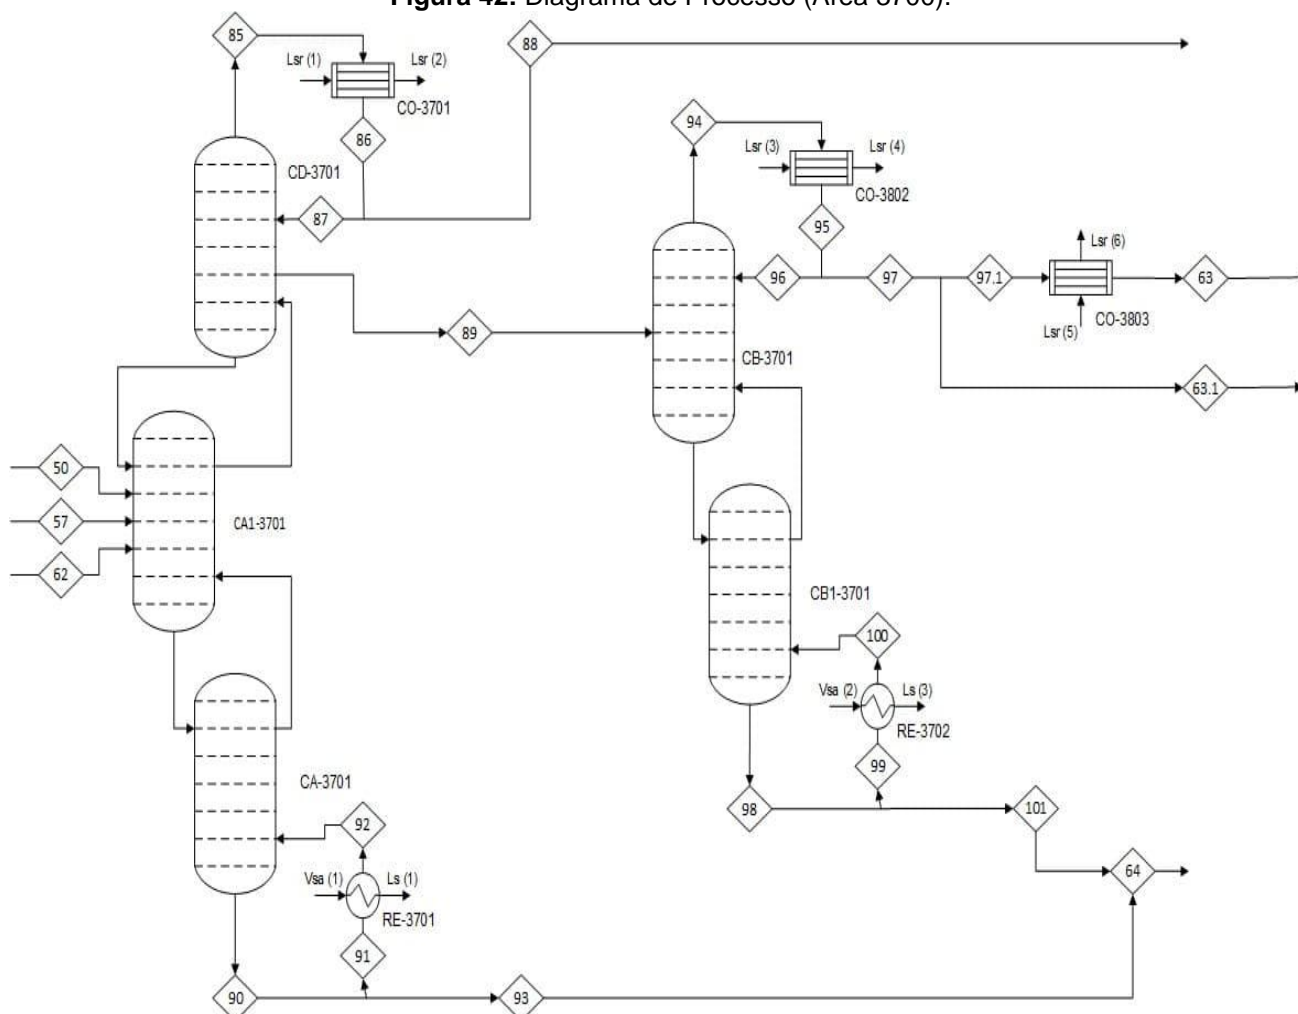 Figura 42: Diagrama de Processo (Área 3700).
85
88
Lsr (1)
Lsr (2)
CO-3701
86
94
Lsr (3)
Lsr (4)
CD-3701
CO-3802
87
95
Lsr (6)
96
97
97.1
63
CO-3803
Lsr (5)
89
CB-3701
63.1
50
57
CA1-3701
62
CB1-3701
100
Vsa (2)
Ls (3)
RE-3702
99
CA-3701
98
101
92
64
Vsa (1)
Ls (1)
RE-3701
91
90
93